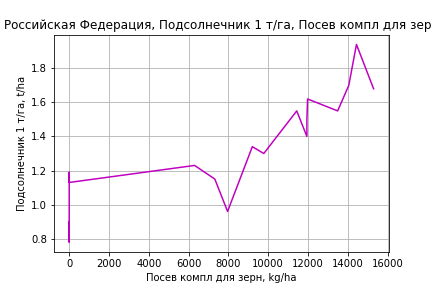 Российская Федерация, Подсолнечник 1 т/га, Посев компл для зер
Подсолнечник 1 т/га, t/ha
1.8
1.6
1.4
1.2
1.0
0.8
0 2000 4000 6000 8000 10000 12000 14000 16000
Посев компл для зерн, kg/ha